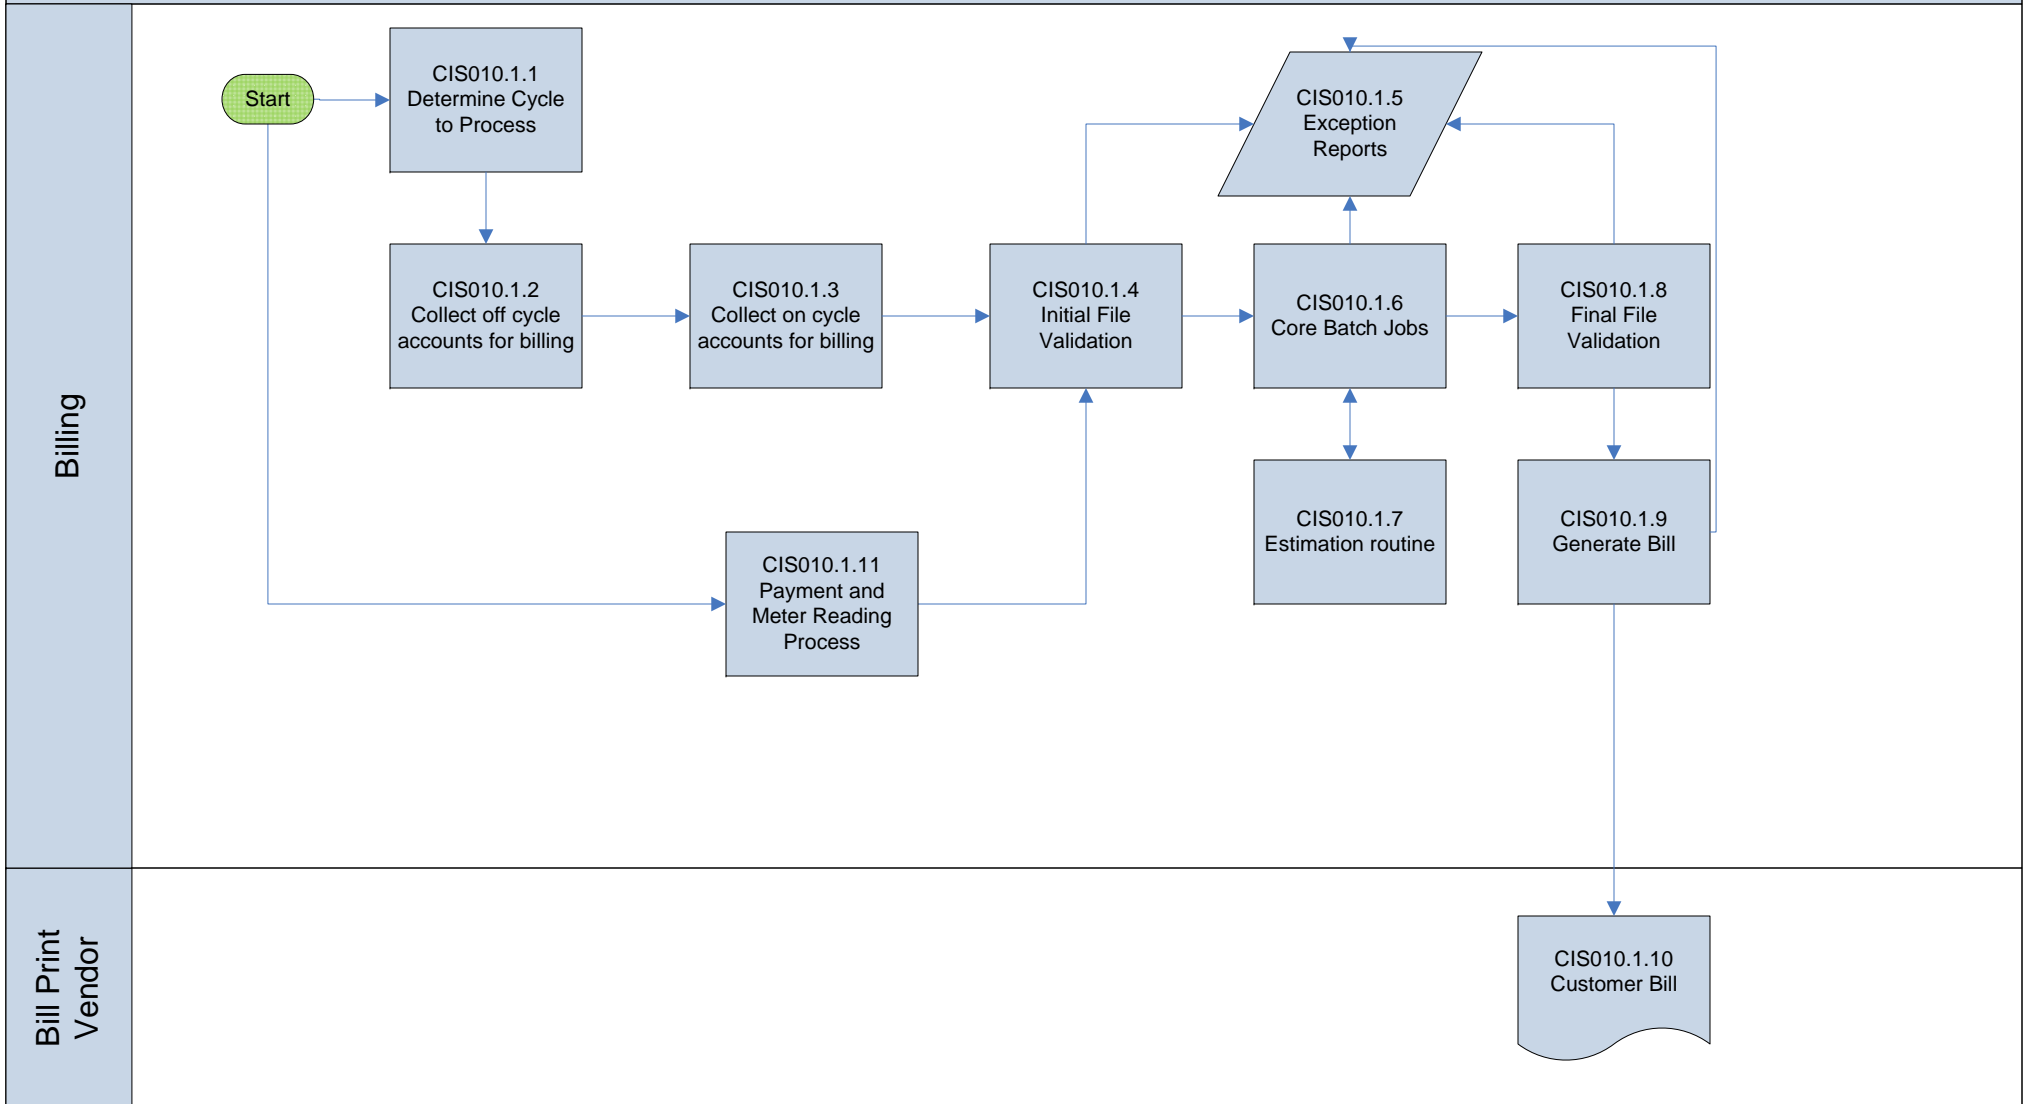 Billing
Start
CIS010.1.1
Determine Cycle
to Process
CIS010.1.5
Exception
Reports
CIS010.1.2
Collect off cycle
accounts for billing
CIS010.1.3
Collect on cycle
accounts for billing
CIS010.1.4
Initial File
Validation
CIS010.1.6
Core Batch Jobs
CIS010.1.8
Final File
Validation
CIS010.1.11
Payment and
Meter Reading
Process
CIS010.1.7
Estimation routine
CIS010.1.9
Generate Bill
Bill Print
Vendor
CIS010.1.10
Customer Bill